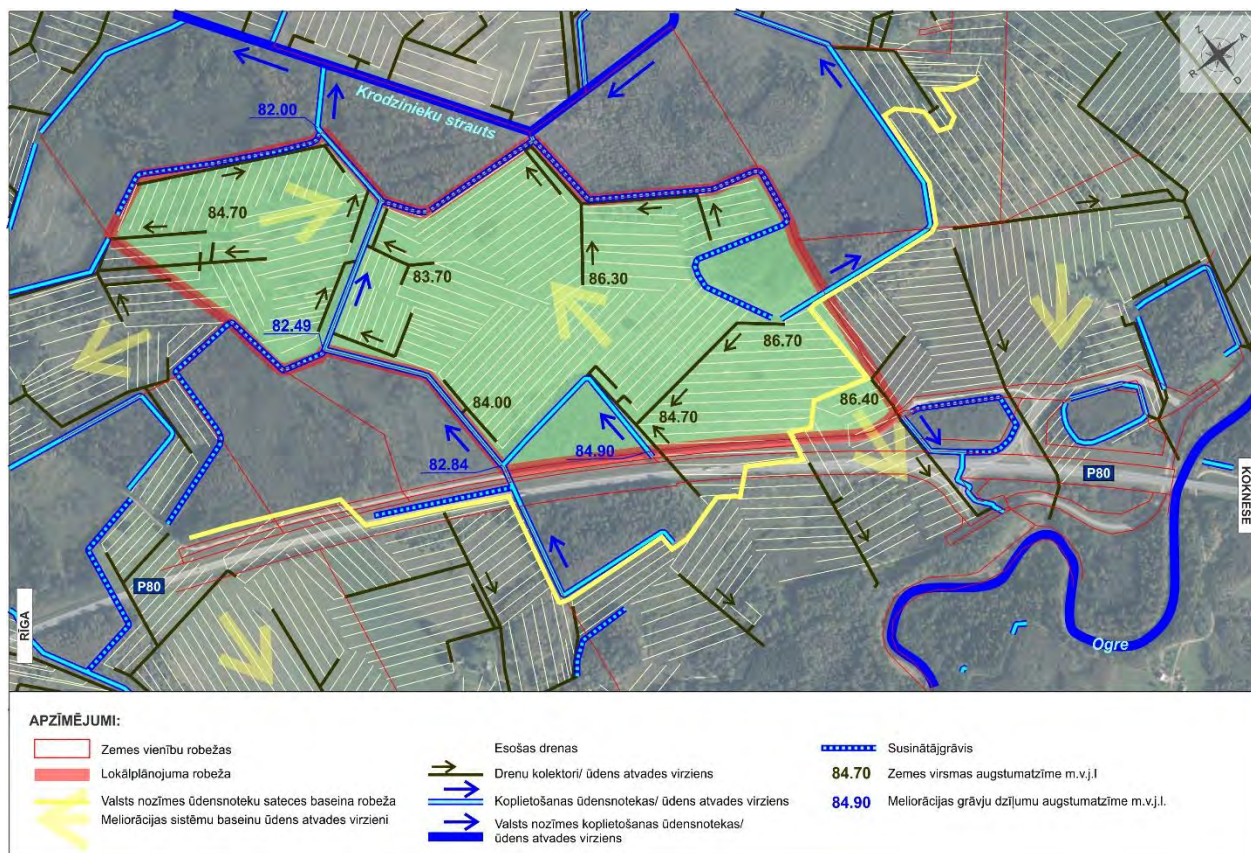 Z
A
R
D
Krodzinieku strauts
82.00
84.70
86.30
83.70
82.49
86.70
84.00
84.70
86.40
82.84
84.90
P80
KOKNESE
P80
RĪGA
Ogre
APZĪMĒJUMI:
Zemes vienību robežas
Lokālplānojuma robeža
Valsts nozīmes ūdensnoteku sateces baseina robeža
Meliorācijas sistēmu baseinu ūdens atvades virzieni
Esošas drenas
Drenu kolektori/ ūdens atvades virziens
Koplietošanas ūdensnotekas/ ūdens atvades virziens
Valsts nozīmes koplietošanas ūdensnotekas/
ūdens atvades virziens
Susinātājgrāvis
84.70 Zemes virsmas augstumatzīme m.v.j.l
84.90 Meliorācijas grāvju dziļumu augstumatzīme m.v.j.l.